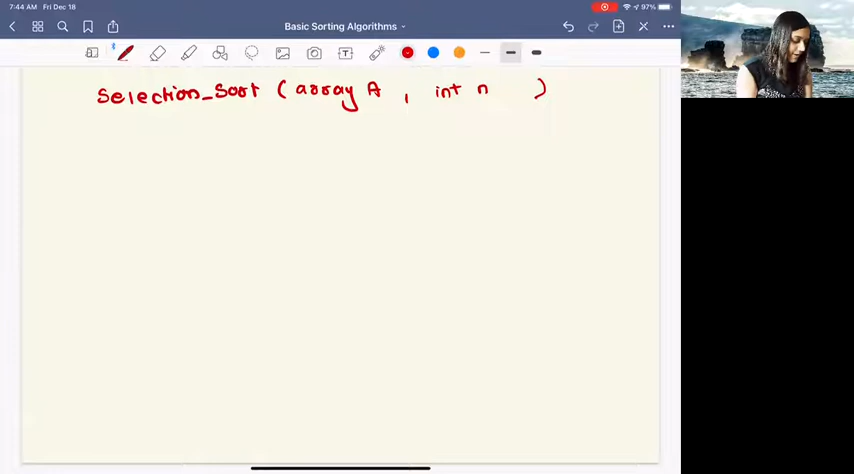 7:44 AM Fri Dec 18
97%
Basic Sorting Algorithms
Selection_Sort ( array A , int n )